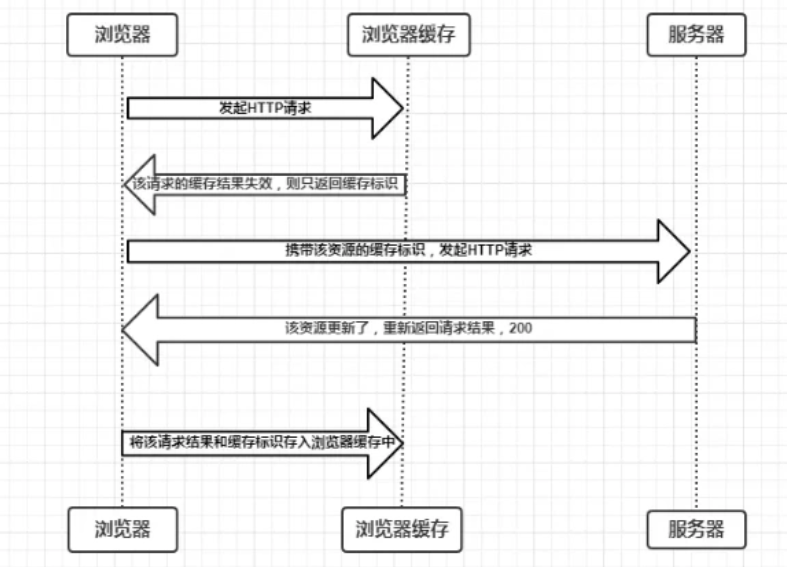 浏览器
浏览器缓存
服务器
发起HTTP请求
该请求的缓存结果失效，则只返回缓存标识
携带该资源的缓存标识，发起HTTP请求
该资源更新了，重新返回请求结果，200
将该请求结果和缓存标识存入浏览器缓存中
浏览器
浏览器缓存
服务器